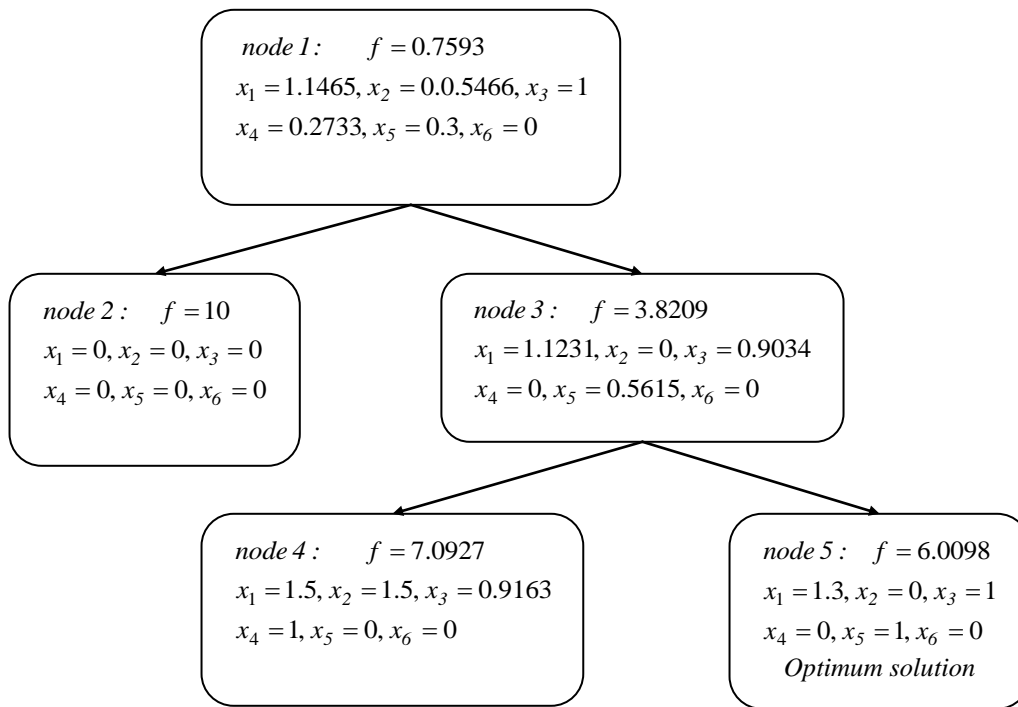 node 1 : f = 0.7593
x₁ = 1.1465, x₂ = 0.0.5466, x₃ = 1
x₄ = 0.2733, x₅ = 0.3, x₆ = 0
node 2 : f = 10
x₁ = 0, x₂ = 0, x₃ = 0
x₄ = 0, x₅ = 0, x₆ = 0
node 3 : f = 3.8209
x₁ = 1.1231, x₂ = 0, x₃ = 0.9034
x₄ = 0, x₅ = 0.5615, x₆ = 0
node 4 : f = 7.0927
x₁ = 1.5, x₂ = 1.5, x₃ = 0.9163
x₄ = 1, x₅ = 0, x₆ = 0
node 5 : f = 6.0098
x₁ = 1.3, x₂ = 0, x₃ = 1
x₄ = 0, x₅ = 1, x₆ = 0
Optimum solution